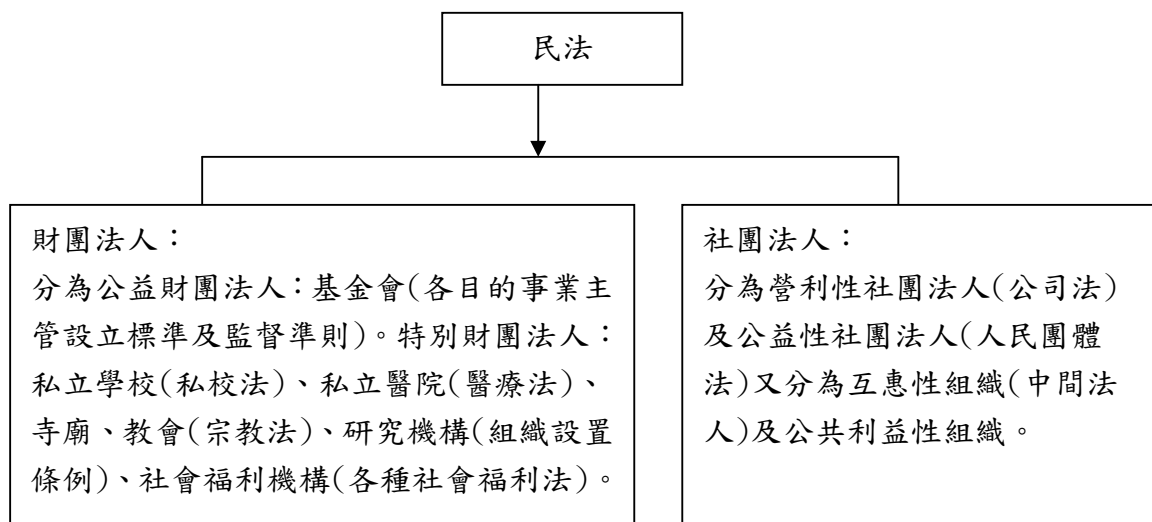 民法
財團法人：
分為公益財團法人：基金會(各目的事業主
管設立標準及監督準則)。特別財團法人：
私立學校(私校法)、私立醫院(醫療法)、
寺廟、教會(宗教法)、研究機構(組織設置
條例)、社會福利機構(各種社會福利法)。
社團法人：
分為營利性社團法人(公司法)
及公益性社團法人(人民團體
法)又分為互惠性組織(中間法
人)及公共利益性組織。